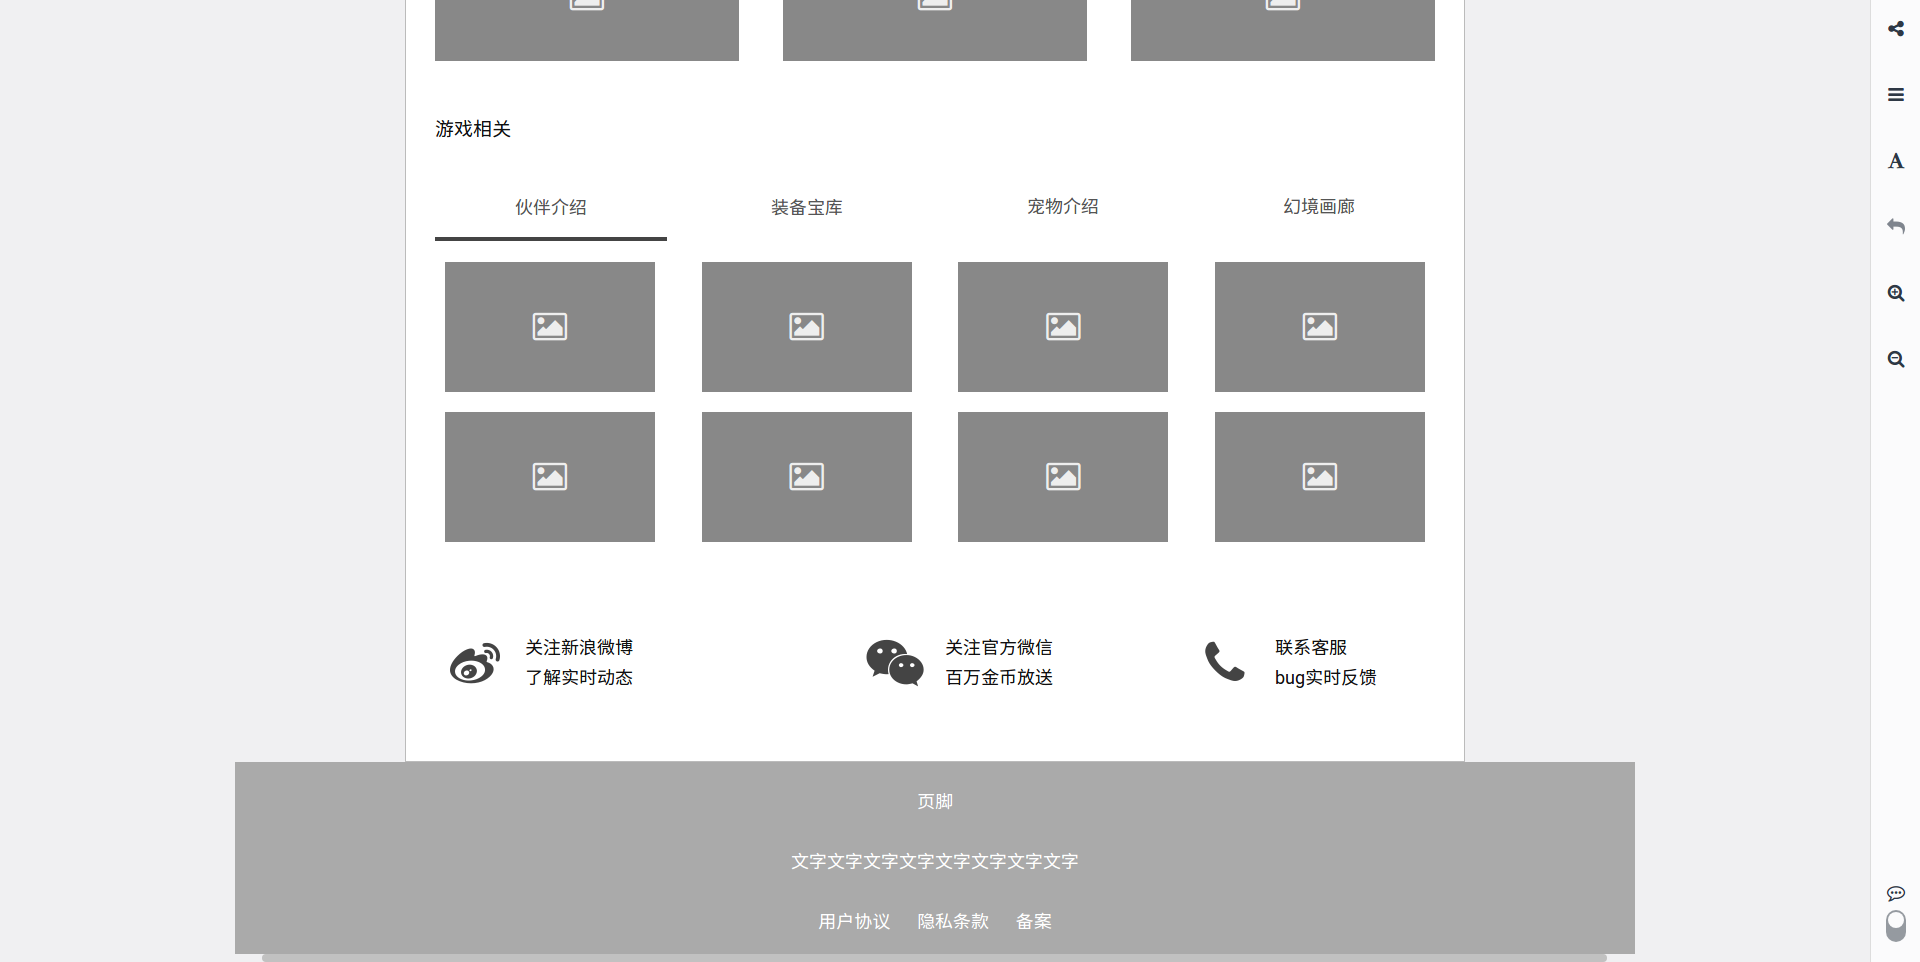 游戏相关
伙伴介绍 装备宝库 宠物介绍 幻境画廊
关注新浪微博
了解实时动态
关注官方微信
百万金币放送
联系客服
bug实时反馈
页脚
文字文字文字文字文字文字文字文字
用户协议 隐私条款 备案